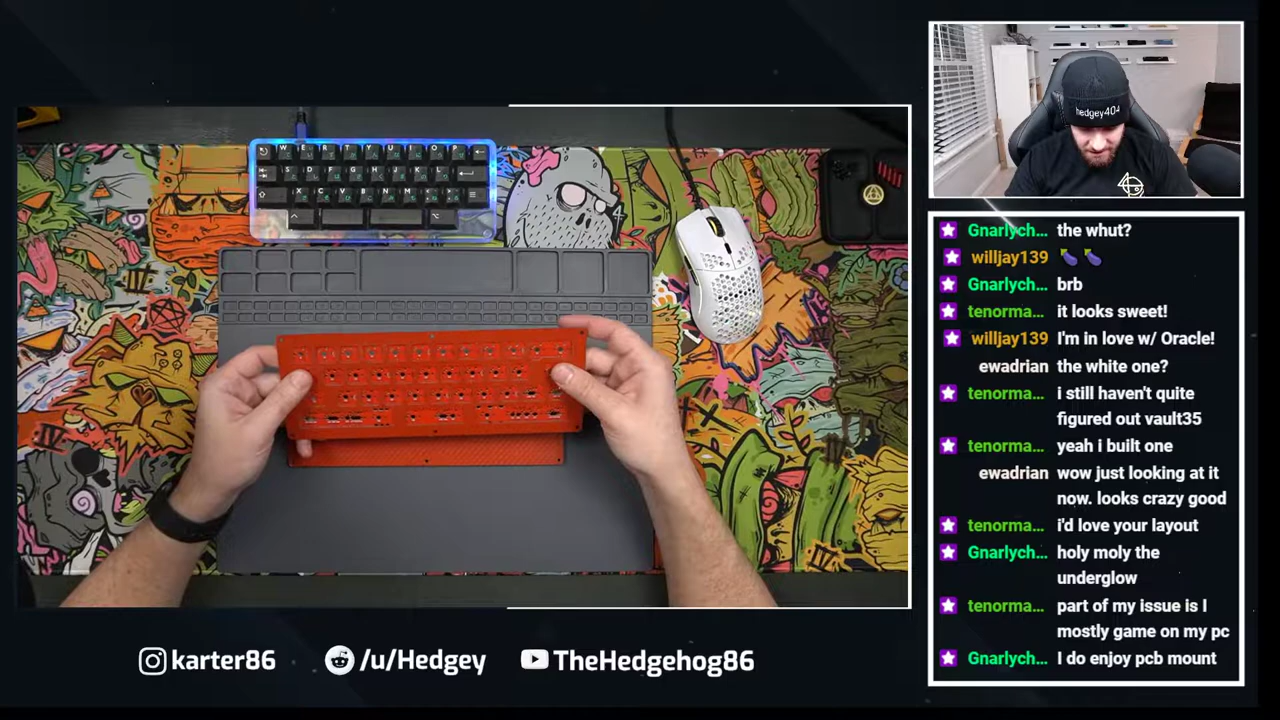 hedgey404
Gnarlych... the whut?
willjay139 🍆🍆
Gnarlych... brb
tenorma... it looks sweet!
willjay139 I'm in love w/ Oracle!
ewadrian the white one?
tenorma... i still haven't quite
figured out vault35
tenorma... yeah i built one
ewadrian wow just looking at it
now. looks crazy good
tenorma... i'd love your layout
Gnarlych... holy moly the
underglow
tenorma... part of my issue is I
mostly game on my pc
Gnarlych... I do enjoy pcb mount
W E R T Y U I O P
S D F G H J K L
X C V B N M
karter86 /u/Hedgey TheHedgehog86